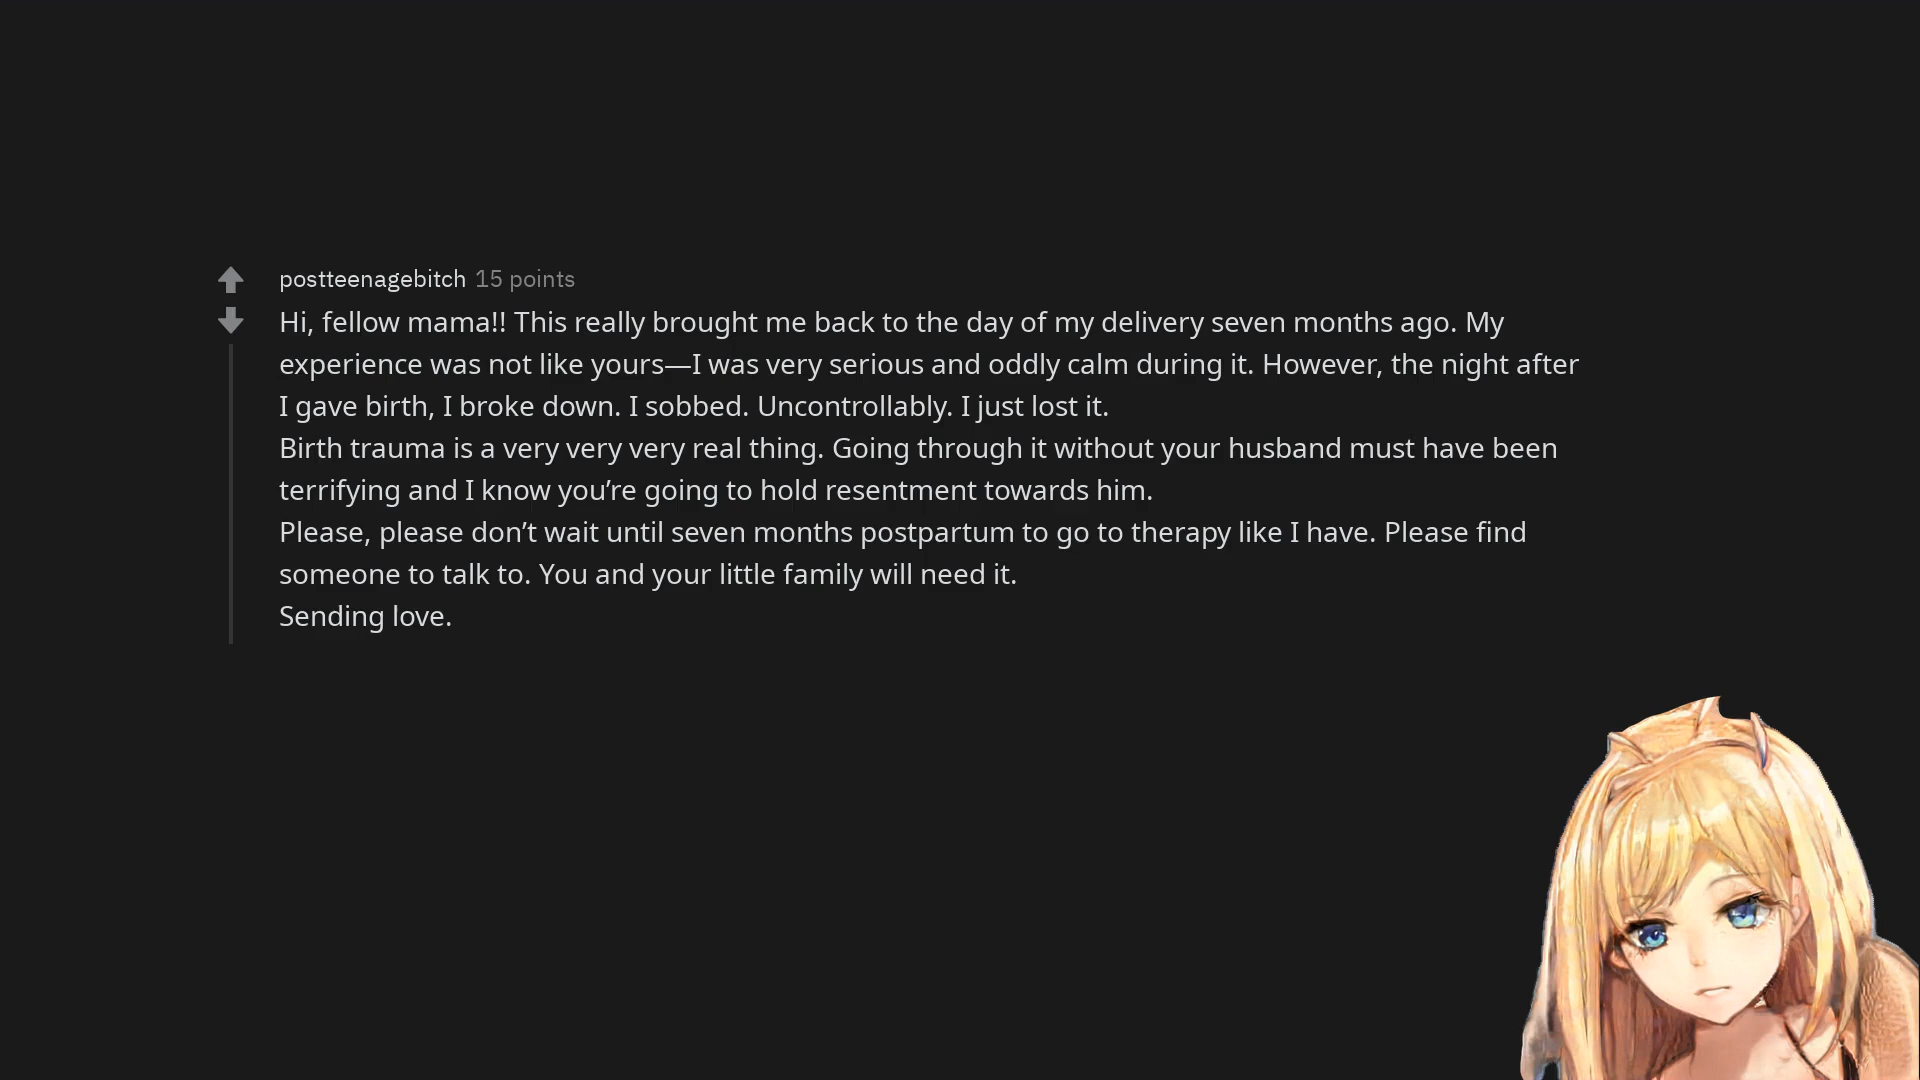 postteenagebitch 15 points
Hi, fellow mama!! This really brought me back to the day of my delivery seven months ago. My
experience was not like yours—I was very serious and oddly calm during it. However, the night after
I gave birth, I broke down. I sobbed. Uncontrollably. I just lost it.
Birth trauma is a very very very real thing. Going through it without your husband must have been
terrifying and I know you’re going to hold resentment towards him.
Please, please don’t wait until seven months postpartum to go to therapy like I have. Please find
someone to talk to. You and your little family will need it.
Sending love.